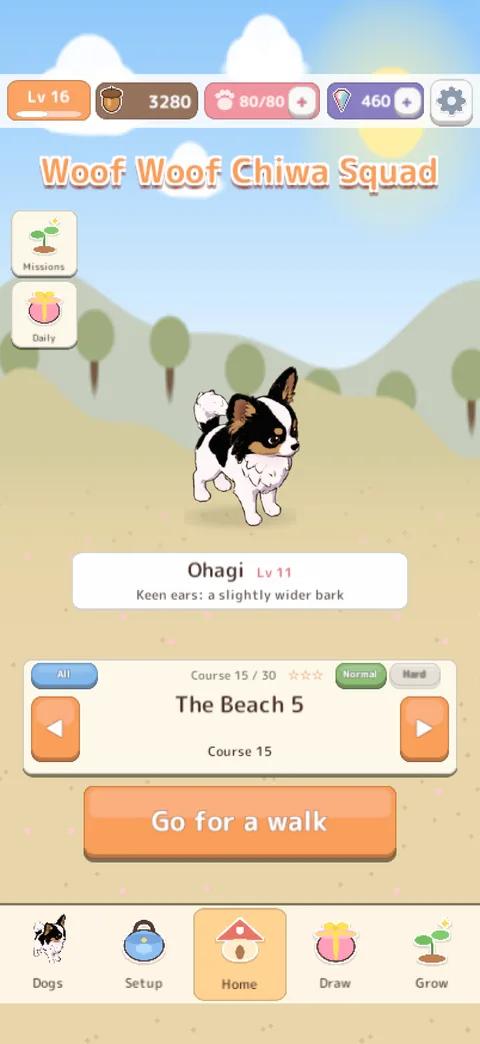 Lv 16
3280
80/80
+
460
+
Woof Woof Chiwa Squad
Missions
Daily
Ohagi Lv 11
Keen ears: a slightly wider bark
All
Course 15 / 30 ☆☆☆
Normal
Hard
The Beach 5
Course 15
Go for a walk
Dogs
Setup
Home
Draw
Grow